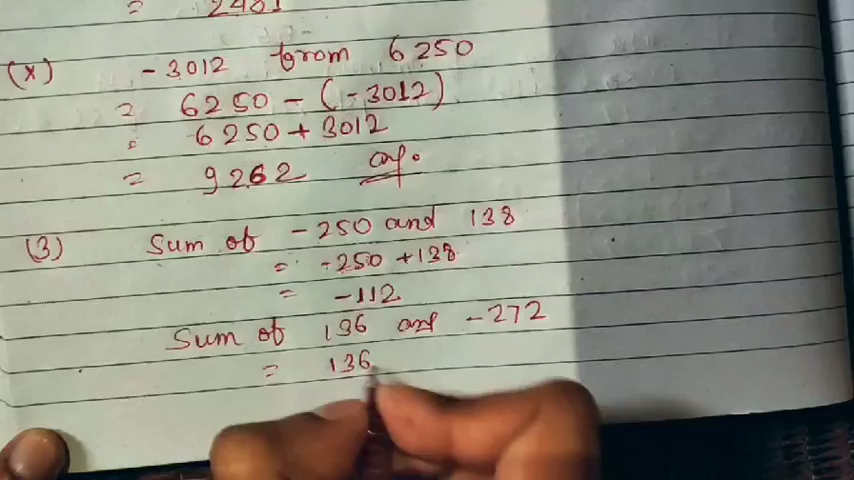 = 2481
(x) -3012 from 6250
= 6250 - (-3012)
= 6250 + 3012
= 9262 ans.
(3) Sum of -250 and 138
= -250 + 138
= -112
Sum of 136 and -272
= 136